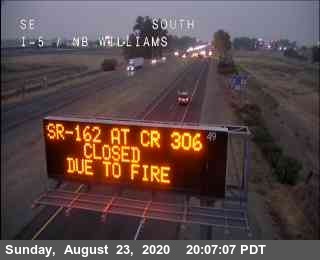 SE SOUTH
I-5 / NB WILLIAMS
49
SR-162 AT CR 306
CLOSED
DUE TO FIRE
Sunday, August 23, 2020 20:07:07 PDT